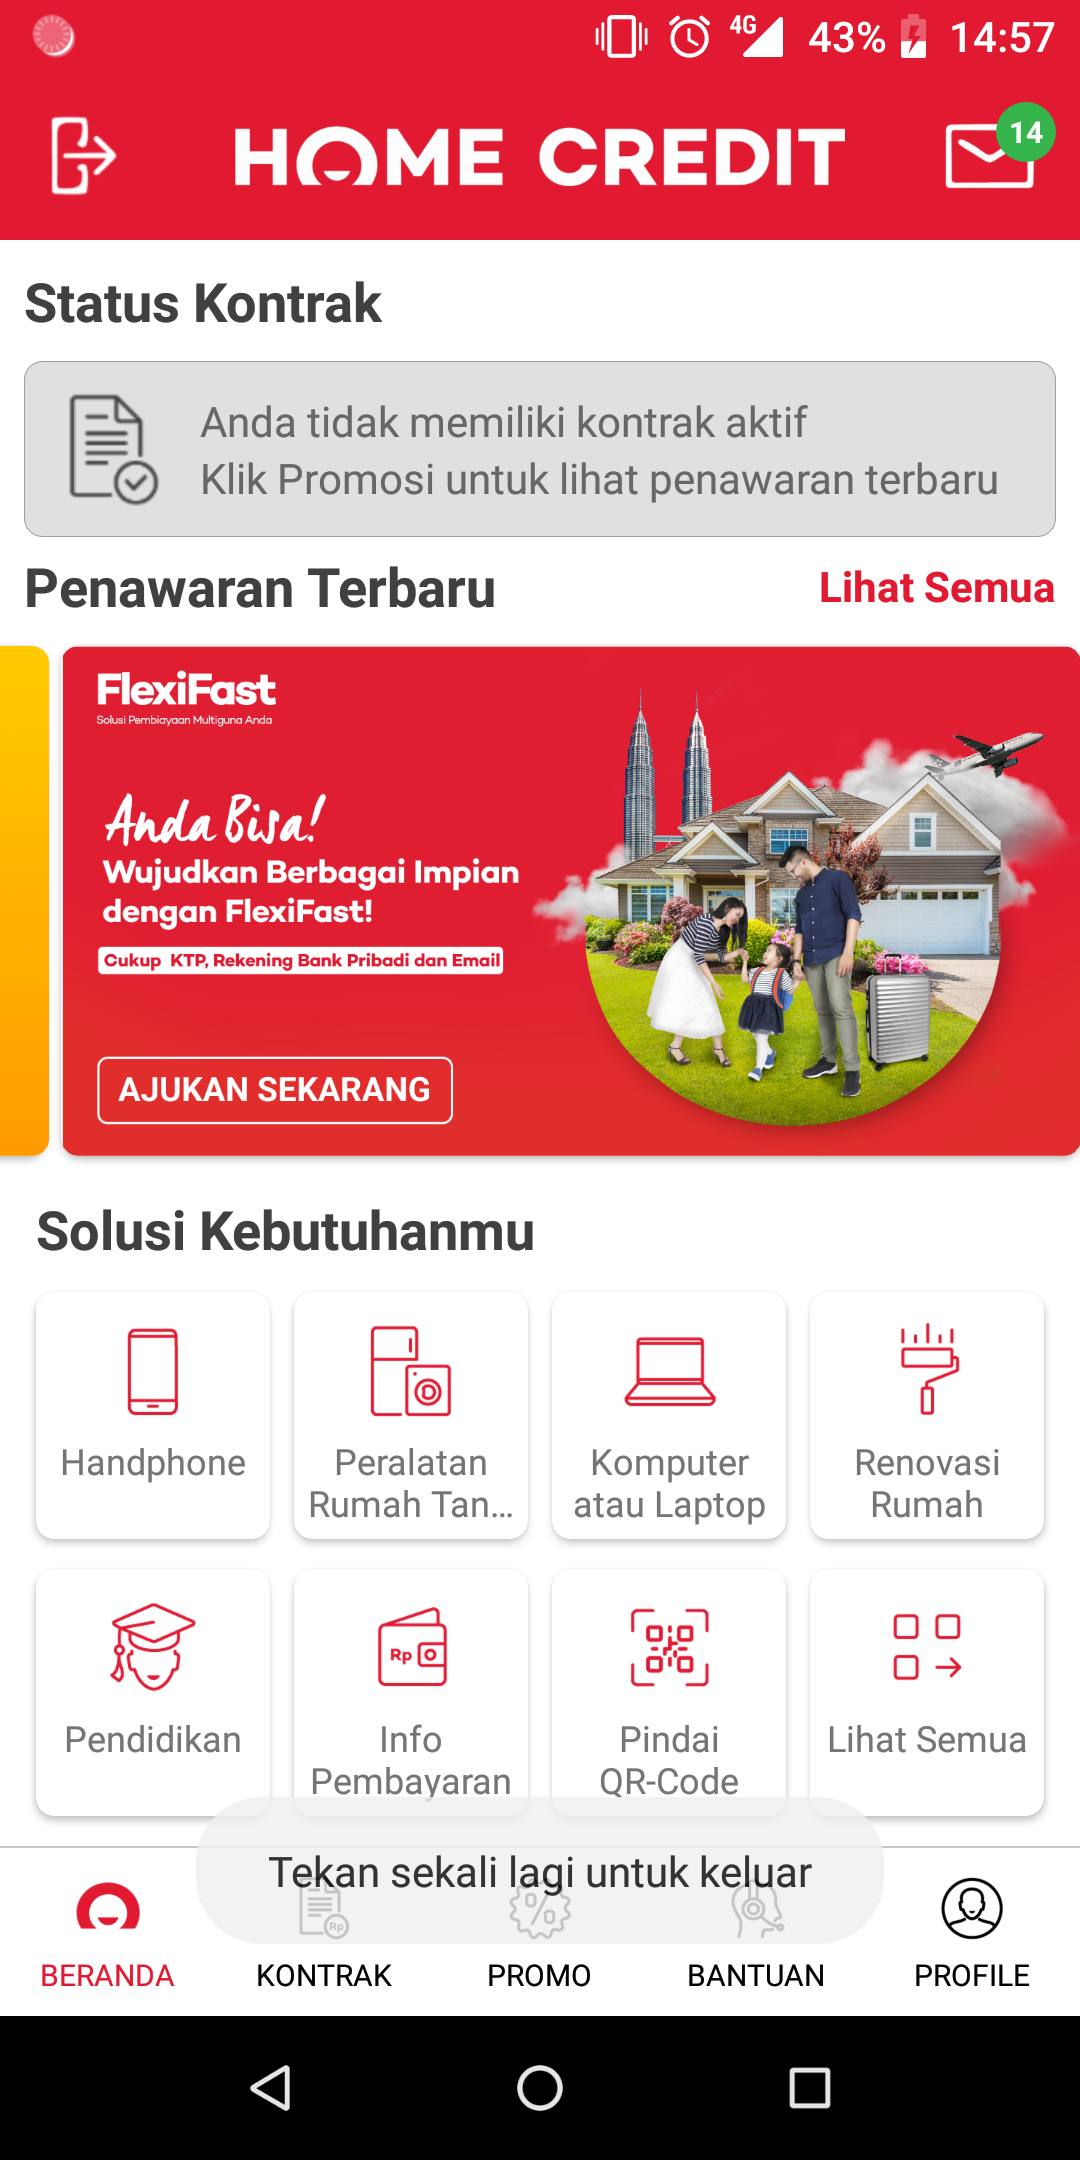 4G 43% 14:57
HOME CREDIT
14
Status Kontrak
Anda tidak memiliki kontrak aktif
Klik Promosi untuk lihat penawaran terbaru
Penawaran Terbaru
Lihat Semua
FlexiFast
Solusi Pembiayaan Multiguna Anda
Anda Bisa!
Wujudkan Berbagai Impian
dengan FlexiFast!
Cukup KTP, Rekening Bank Pribadi dan Email
AJUKAN SEKARANG
Solusi Kebutuhanmu
Handphone
Peralatan
Rumah Tan...
Komputer
atau Laptop
Renovasi
Rumah
Pendidikan
Rp
Info
Pembayaran
Pindai
QR-Code
Lihat Semua
Tekan sekali lagi untuk keluar
Rp
BERANDA
KONTRAK
PROMO
BANTUAN
PROFILE